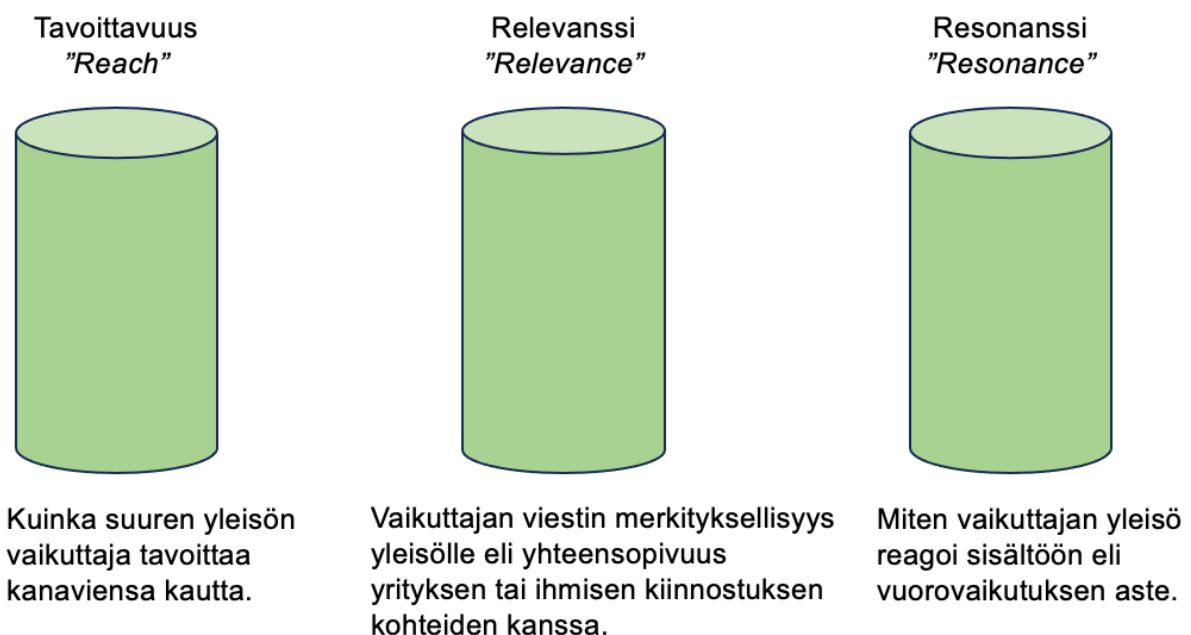 Tavoittavuus
”Reach”
Relevanssi
”Relevance”
Resonanssi
”Resonance”
Kuinka suuren yleisön
vaikuttaja tavoittaa
kanaviensa kautta.
Vaikuttajan viestin merkityksellisyys
yleisölle eli yhteensopivuus
yrityksen tai ihmisen kiinnostuksen
kohteiden kanssa.
Miten vaikuttajan yleisö
reagoi sisältöön eli
vuorovaikutuksen aste.